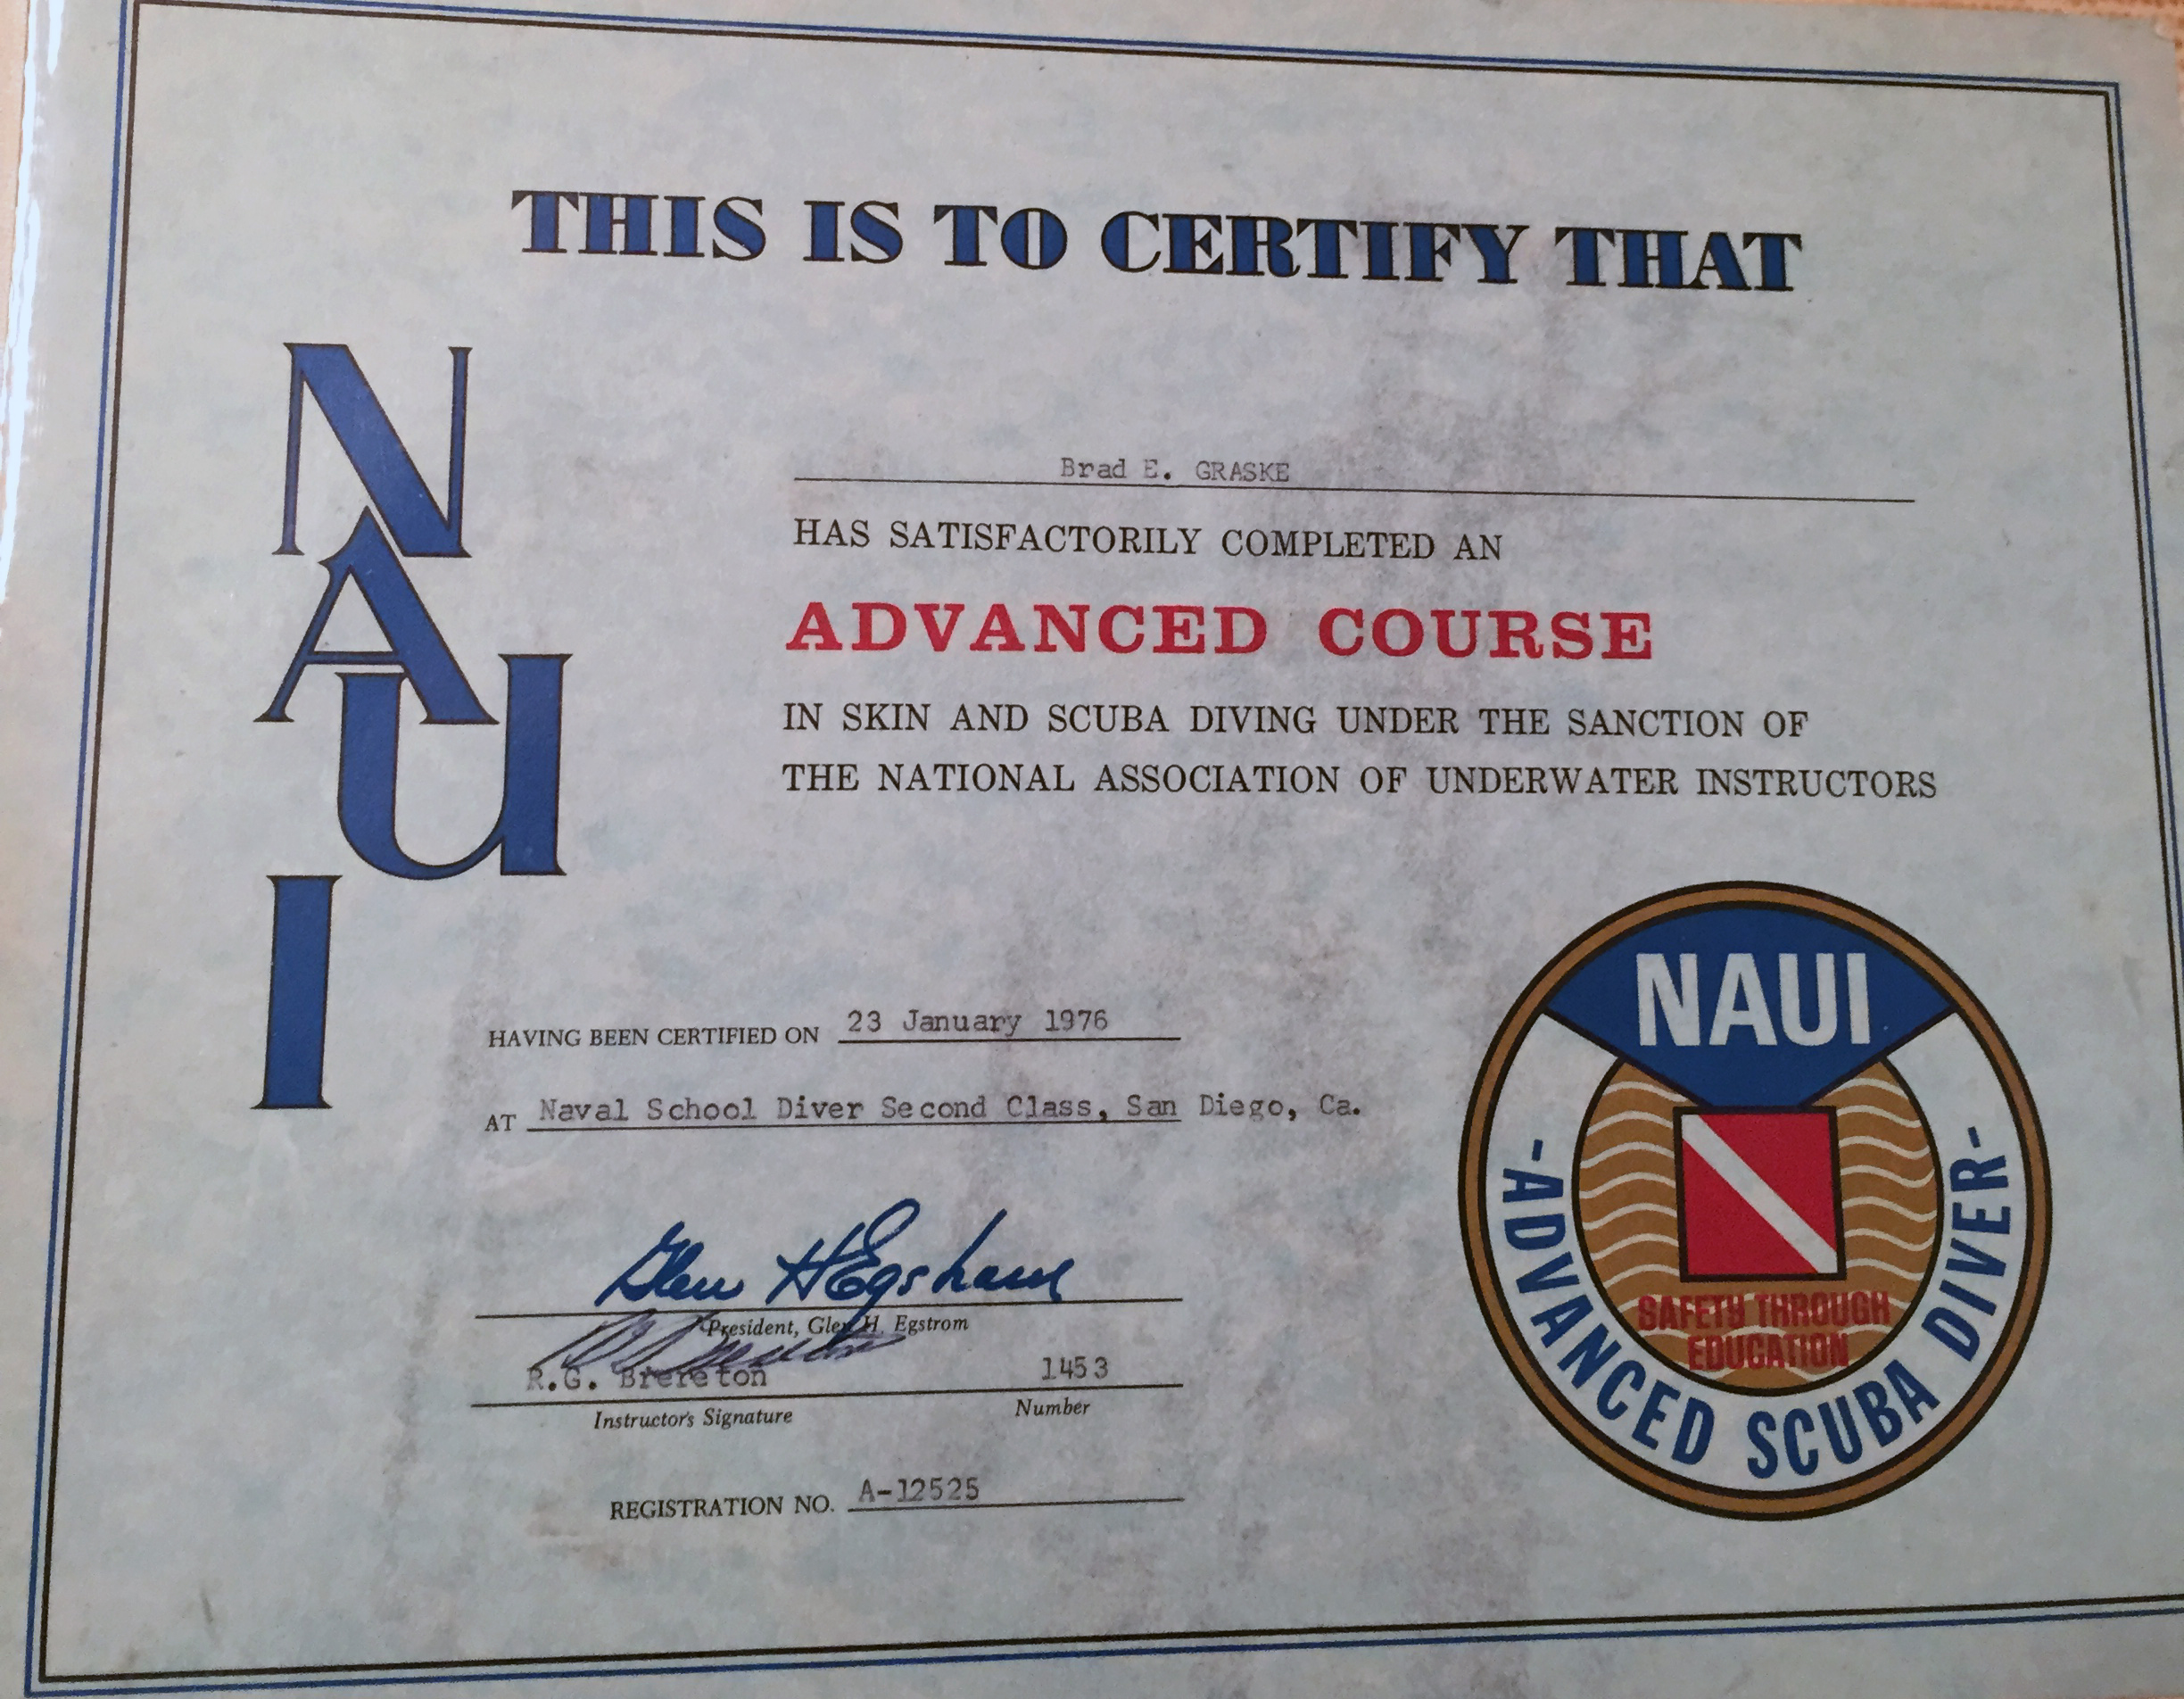 THIS IS TO CERTIFY THAT
NAUI
Brad E. GRASKE
HAS SATISFACTORILY COMPLETED AN
ADVANCED COURSE
IN SKIN AND SCUBA DIVING UNDER THE SANCTION OF
THE NATIONAL ASSOCIATION OF UNDERWATER INSTRUCTORS
HAVING BEEN CERTIFIED ON 23 January 1976
AT Naval School Diver Second Class, San Diego, Ca.
Glen H Egstrom
President, Glen H. Egstrom
R.G. Brereton 1453
Instructor's Signature Number
REGISTRATION NO. A-12525
NAUI
SAFETY THROUGH
EDUCATION
-ADVANCED SCUBA DIVER-